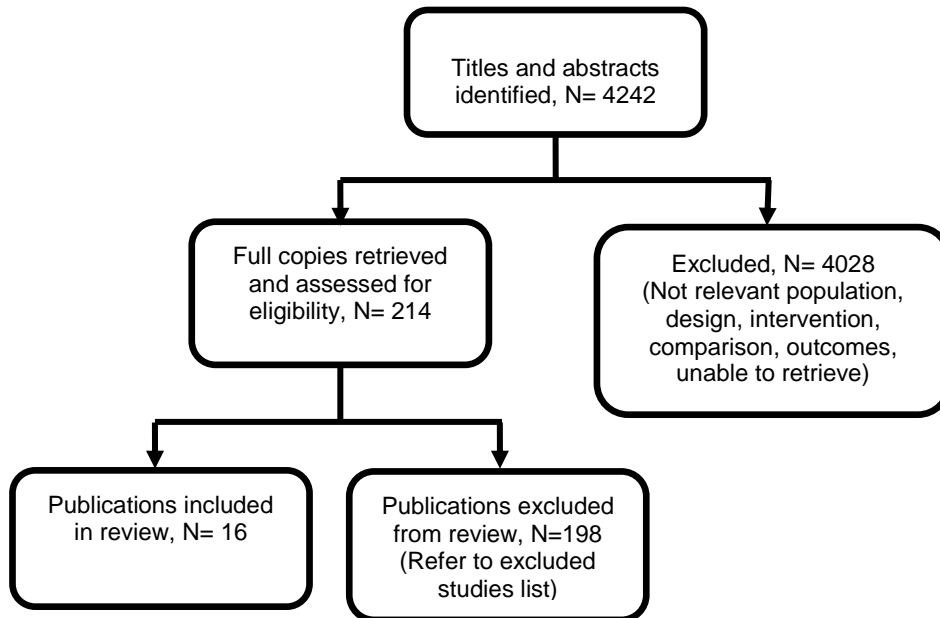 Titles and abstracts
identified, N= 4242
Full copies retrieved
and assessed for
eligibility, N= 214
Excluded, N= 4028
(Not relevant population,
design, intervention,
comparison, outcomes,
unable to retrieve)
Publications included
in review, N= 16
Publications excluded
from review, N=198
(Refer to excluded
studies list)